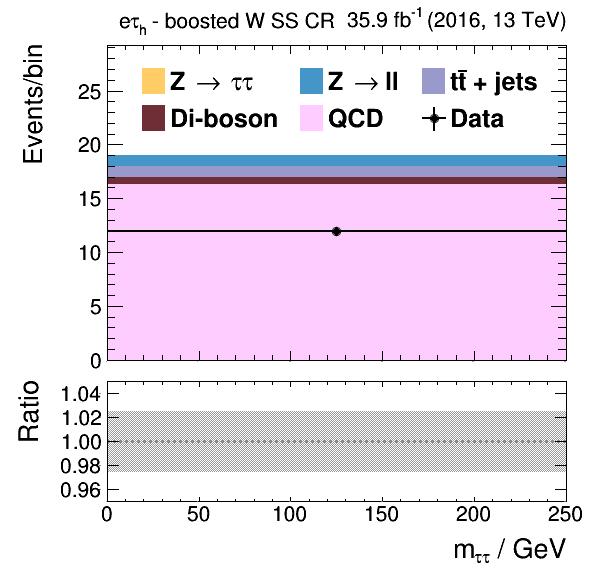 eτh - boosted W SS CR 35.9 fb-1 (2016, 13 TeV)
Events/bin
Z → ττ Z → ll tt̄ + jets
Di-boson QCD Data
25
20
15
10
5
0
Ratio
1.04
1.02
1.00
0.98
0.96
0 50 100 150 200 250
mττ / GeV